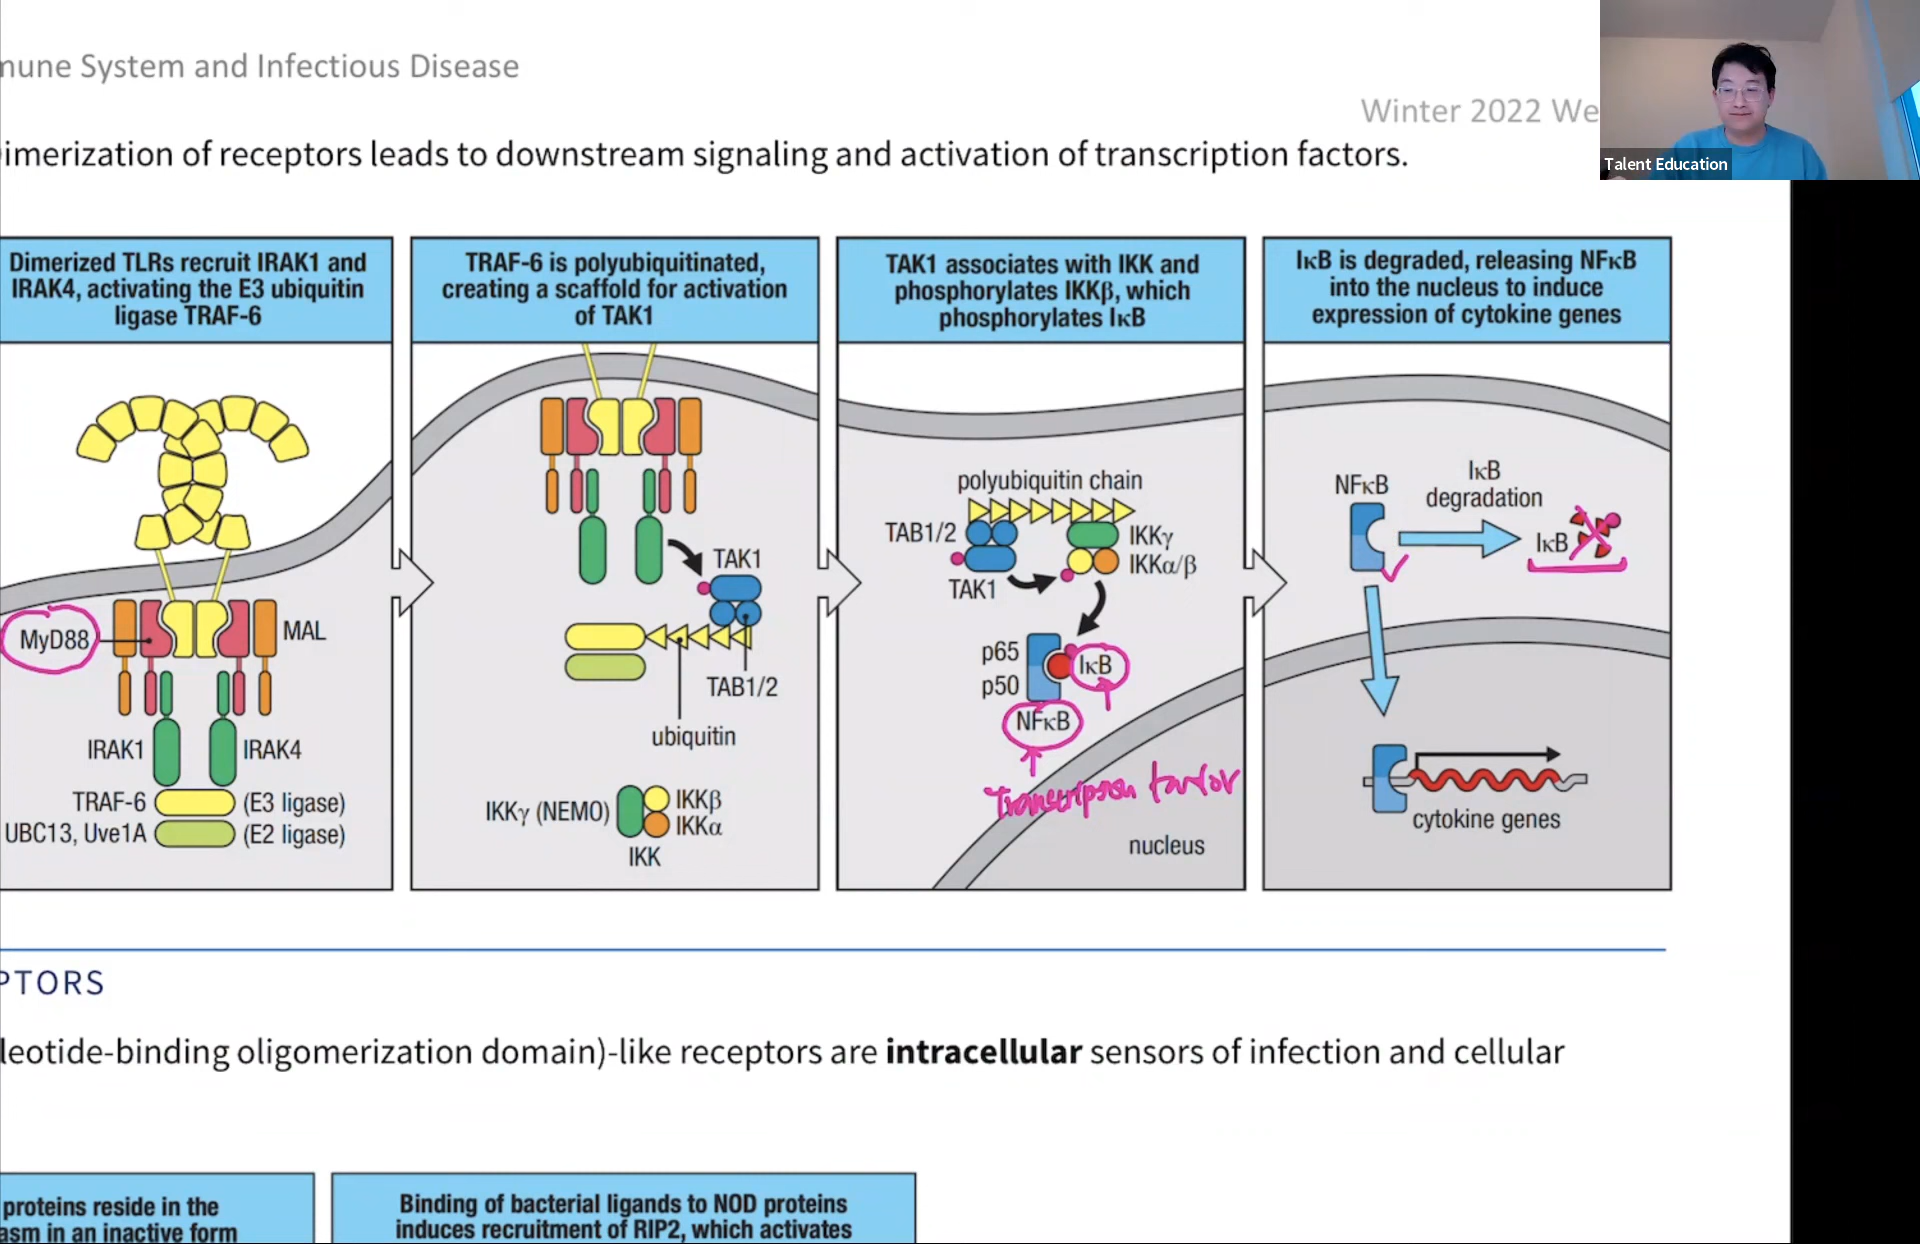 mune System and Infectious Disease
Winter 2022 We
Talent Education
imerization of receptors leads to downstream signaling and activation of transcription factors.
Dimerized TLRs recruit IRAK1 and
IRAK4, activating the E3 ubiquitin
ligase TRAF-6
MyD88
MAL
IRAK1
IRAK4
TRAF-6
(E3 ligase)
UBC13, Uve1A
(E2 ligase)
TRAF-6 is polyubiquitinated,
creating a scaffold for activation
of TAK1
TAK1
TAB1/2
ubiquitin
IKKγ (NEMO)
IKKβ
IKKα
IKK
TAK1 associates with IKK and
phosphorylates IKKβ, which
phosphorylates IκB
polyubiquitin chain
TAB1/2
IKKγ
IKKα/β
TAK1
p65
p50
IκB
NFκB
Transcripson factor
nucleus
IκB is degraded, releasing NFκB
into the nucleus to induce
expression of cytokine genes
NFκB
IκB
degradation
IκB
cytokine genes
PTORS
leotide-binding oligomerization domain)-like receptors are intracellular sensors of infection and cellular
proteins reside in the
asm in an inactive form
Binding of bacterial ligands to NOD proteins
induces recruitment of RIP2, which activates